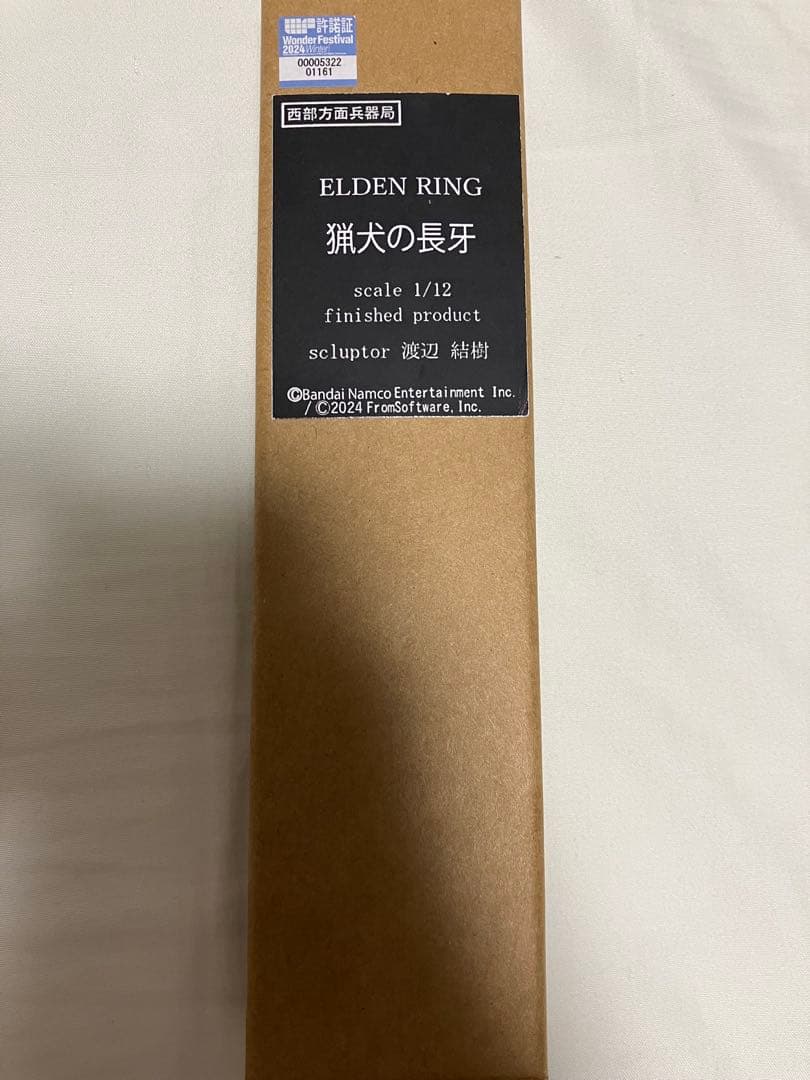 許諾証
Wonder Festival
2024 Winter
00005322
01161
西部方面兵器局
ELDEN RING
猟犬の長牙
scale 1/12
finished product
scluptor 渡辺 結樹
©Bandai Namco Entertainment Inc.
/ ©2024 FromSoftware, Inc.